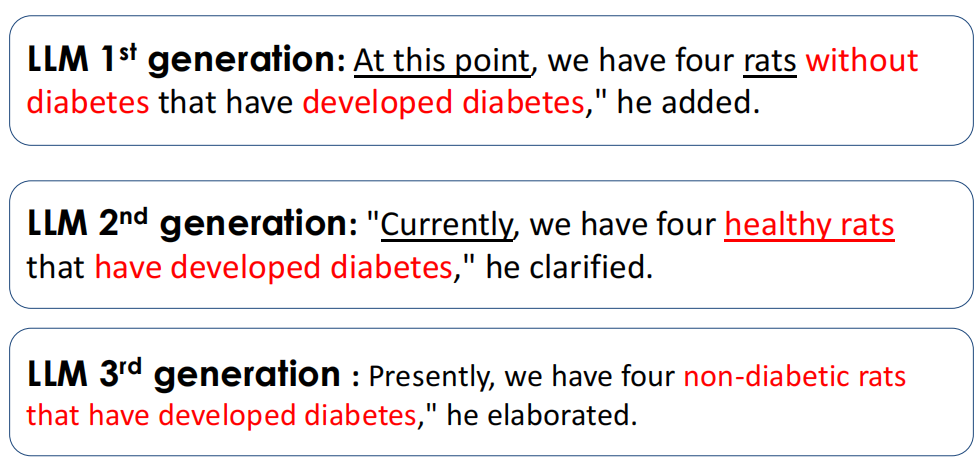 LLM 1st generation: At this point, we have four rats without
diabetes that have developed diabetes," he added.
LLM 2nd generation: "Currently, we have four healthy rats
that have developed diabetes," he clarified.
LLM 3rd generation : Presently, we have four non-diabetic rats
that have developed diabetes," he elaborated.